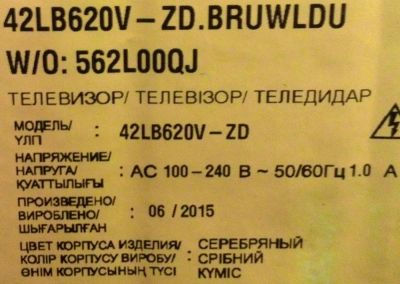 42LB620V-ZD.BRUWLDU
W/O: 562L00QJ
ТЕЛЕВИЗОР/ ТЕЛЕВІЗОР/ ТЕЛЕДИДАР
МОДЕЛЬ/
ҮЛГІ : 42LB620V-ZD
НАПРЯЖЕНИЕ/
НАПРУГА/ : AC 100-240 В ~ 50/60Гц 1.0 А
ҚУАТТЫЛЫҒЫ
ПРОИЗВЕДЕНО/
ВИРОБЛЕНО/ : 06 / 2015
ШЫҒАРЫЛҒАН
ЦВЕТ КОРПУСА ИЗДЕЛИЯ/ : СЕРЕБРЯНЫЙ
КОЛІР КОРПУСУ ВИРОБУ/ : СРІБНИЙ
ӨНІМ КОРПУСЫНЫҢ ТҮСІ КҮМІС